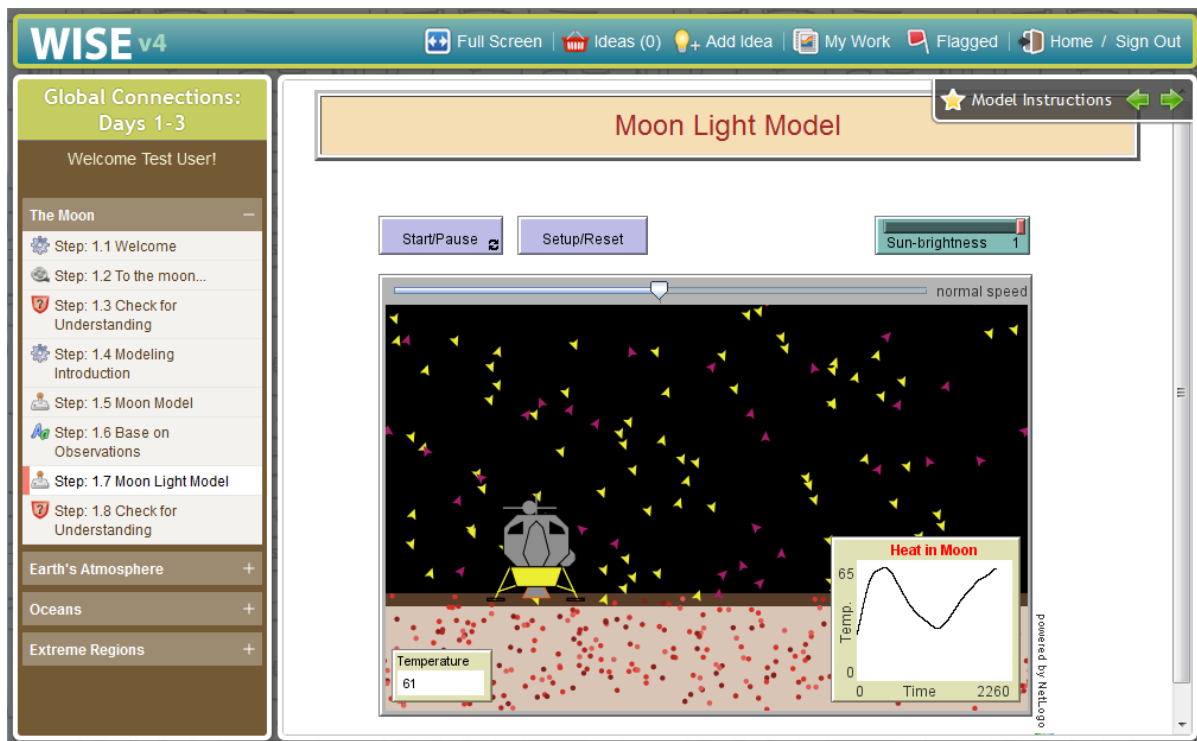 WISE v4
Full Screen | Ideas (0) + Add Idea | My Work Flagged | Home / Sign Out
Global Connections:
Days 1-3
Welcome Test User!
The Moon −
Step: 1.1 Welcome
Step: 1.2 To the moon...
Step: 1.3 Check for
Understanding
Step: 1.4 Modeling
Introduction
Step: 1.5 Moon Model
Step: 1.6 Base on
Observations
Step: 1.7 Moon Light Model
Step: 1.8 Check for
Understanding
Earth's Atmosphere +
Oceans +
Extreme Regions +
Model Instructions
Moon Light Model
Start/Pause
Setup/Reset
Sun-brightness 1
normal speed
Temperature
61
Heat in Moon
65
Temp.
0
0 Time 2260
powered by NetLogo